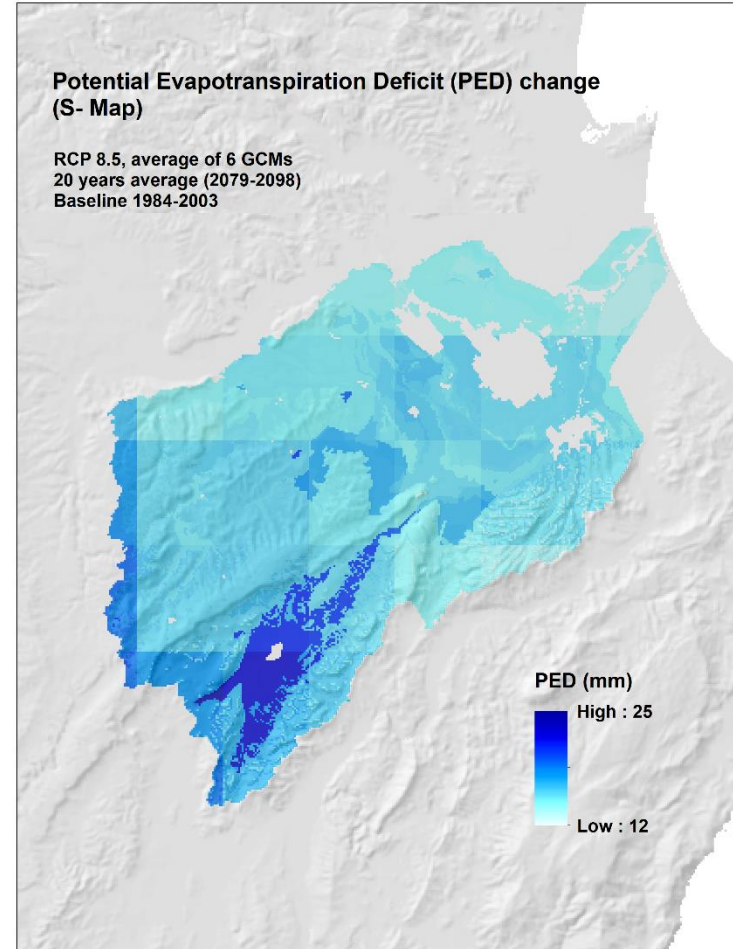 Potential Evapotranspiration Deficit (PED) change
(S- Map)
RCP 8.5, average of 6 GCMs
20 years average (2079-2098)
Baseline 1984-2003
PED (mm)
High : 25
Low : 12